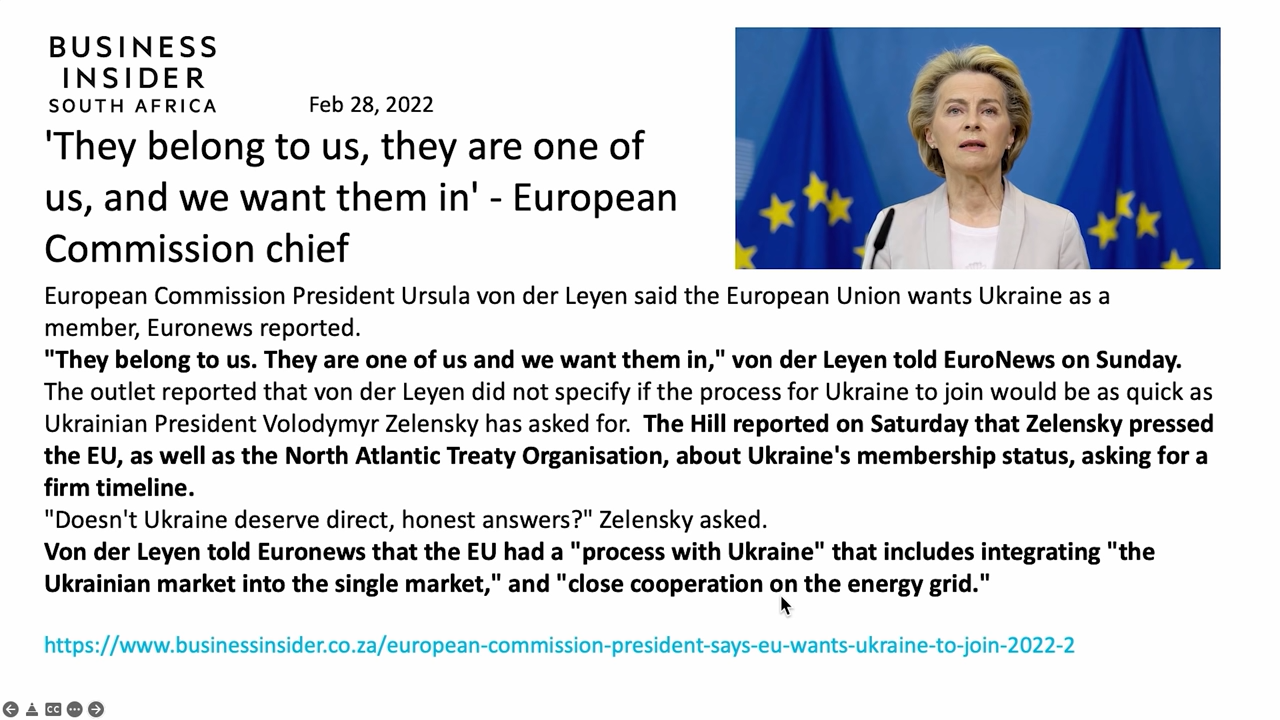 BUSINESS
INSIDER
SOUTH AFRICA
Feb 28, 2022
'They belong to us, they are one of
us, and we want them in' - European
Commission chief
European Commission President Ursula von der Leyen said the European Union wants Ukraine as a
member, Euronews reported.
"They belong to us. They are one of us and we want them in," von der Leyen told EuroNews on Sunday.
The outlet reported that von der Leyen did not specify if the process for Ukraine to join would be as quick as
Ukrainian President Volodymyr Zelensky has asked for.  The Hill reported on Saturday that Zelensky pressed
the EU, as well as the North Atlantic Treaty Organisation, about Ukraine's membership status, asking for a
firm timeline.
"Doesn't Ukraine deserve direct, honest answers?" Zelensky asked.
Von der Leyen told Euronews that the EU had a "process with Ukraine" that includes integrating "the
Ukrainian market into the single market," and "close cooperation on the energy grid."
https://www.businessinsider.co.za/european-commission-president-says-eu-wants-ukraine-to-join-2022-2
CC